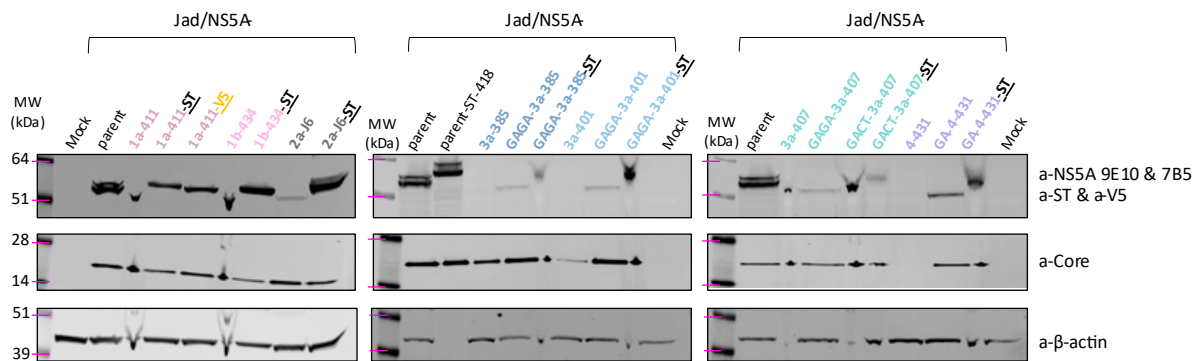 Jad/NS5A-
Jad/NS5A-
Jad/NS5A-
MW
(kDa)
Mock
parent
1a-411
1a-411-ST
1a-411-V5
1b-434
1b-434-ST
2a-J6
2a-J6-ST
MW
(kDa)
parent
parent-ST-418
3a-385
GAGA-3a-385
GAGA-3a-385-ST
3a-401
GAGA-3a-401
GAGA-3a-401-ST
Mock
MW
(kDa)
parent
3a-407
GAGA-3a-407
GACT-3a-407
GACT-3a-407-ST
4-431
GA-4-431
GA-4-431-ST
Mock
64
51
a-NS5A 9E10 & 7B5
a-ST & a-V5
28
14
a-Core
51
39
a-β-actin